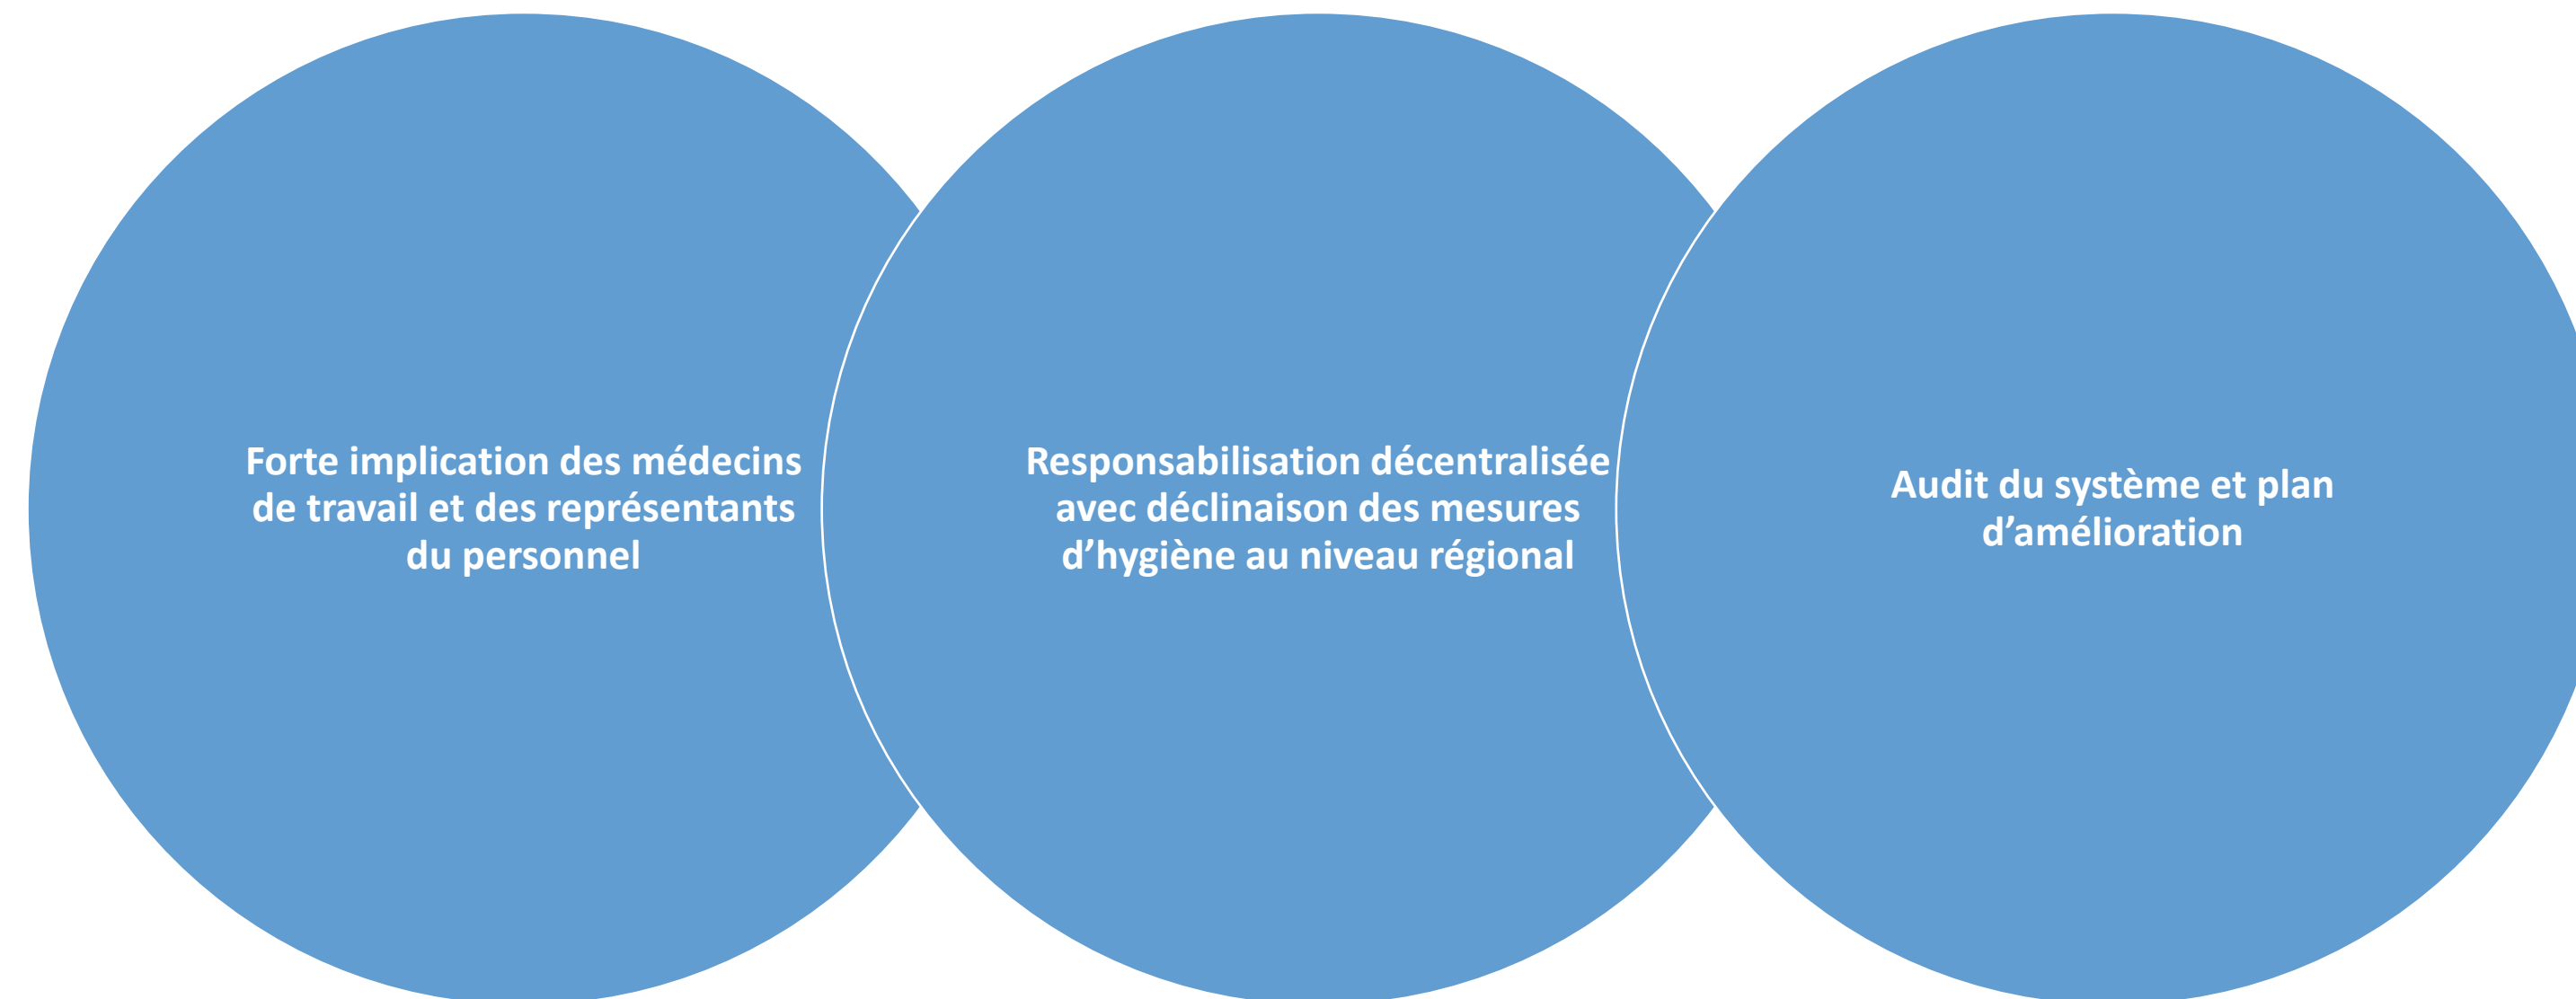 Forte implication des médecins
de travail et des représentants
du personnel
Responsabilisation décentralisée
avec déclinaison des mesures
d’hygiène au niveau régional
Audit du système et plan
d’amélioration